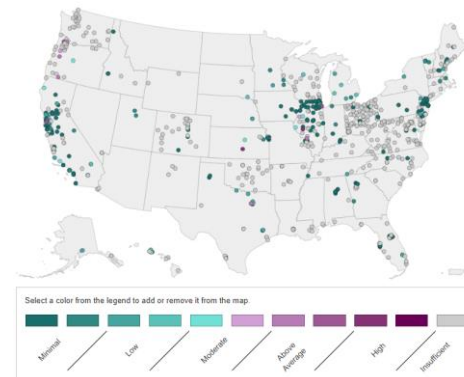 Select a color from the legend to add or remove it from the map.
Minimal
Low
Moderate
Above
Average
High
Insufficient